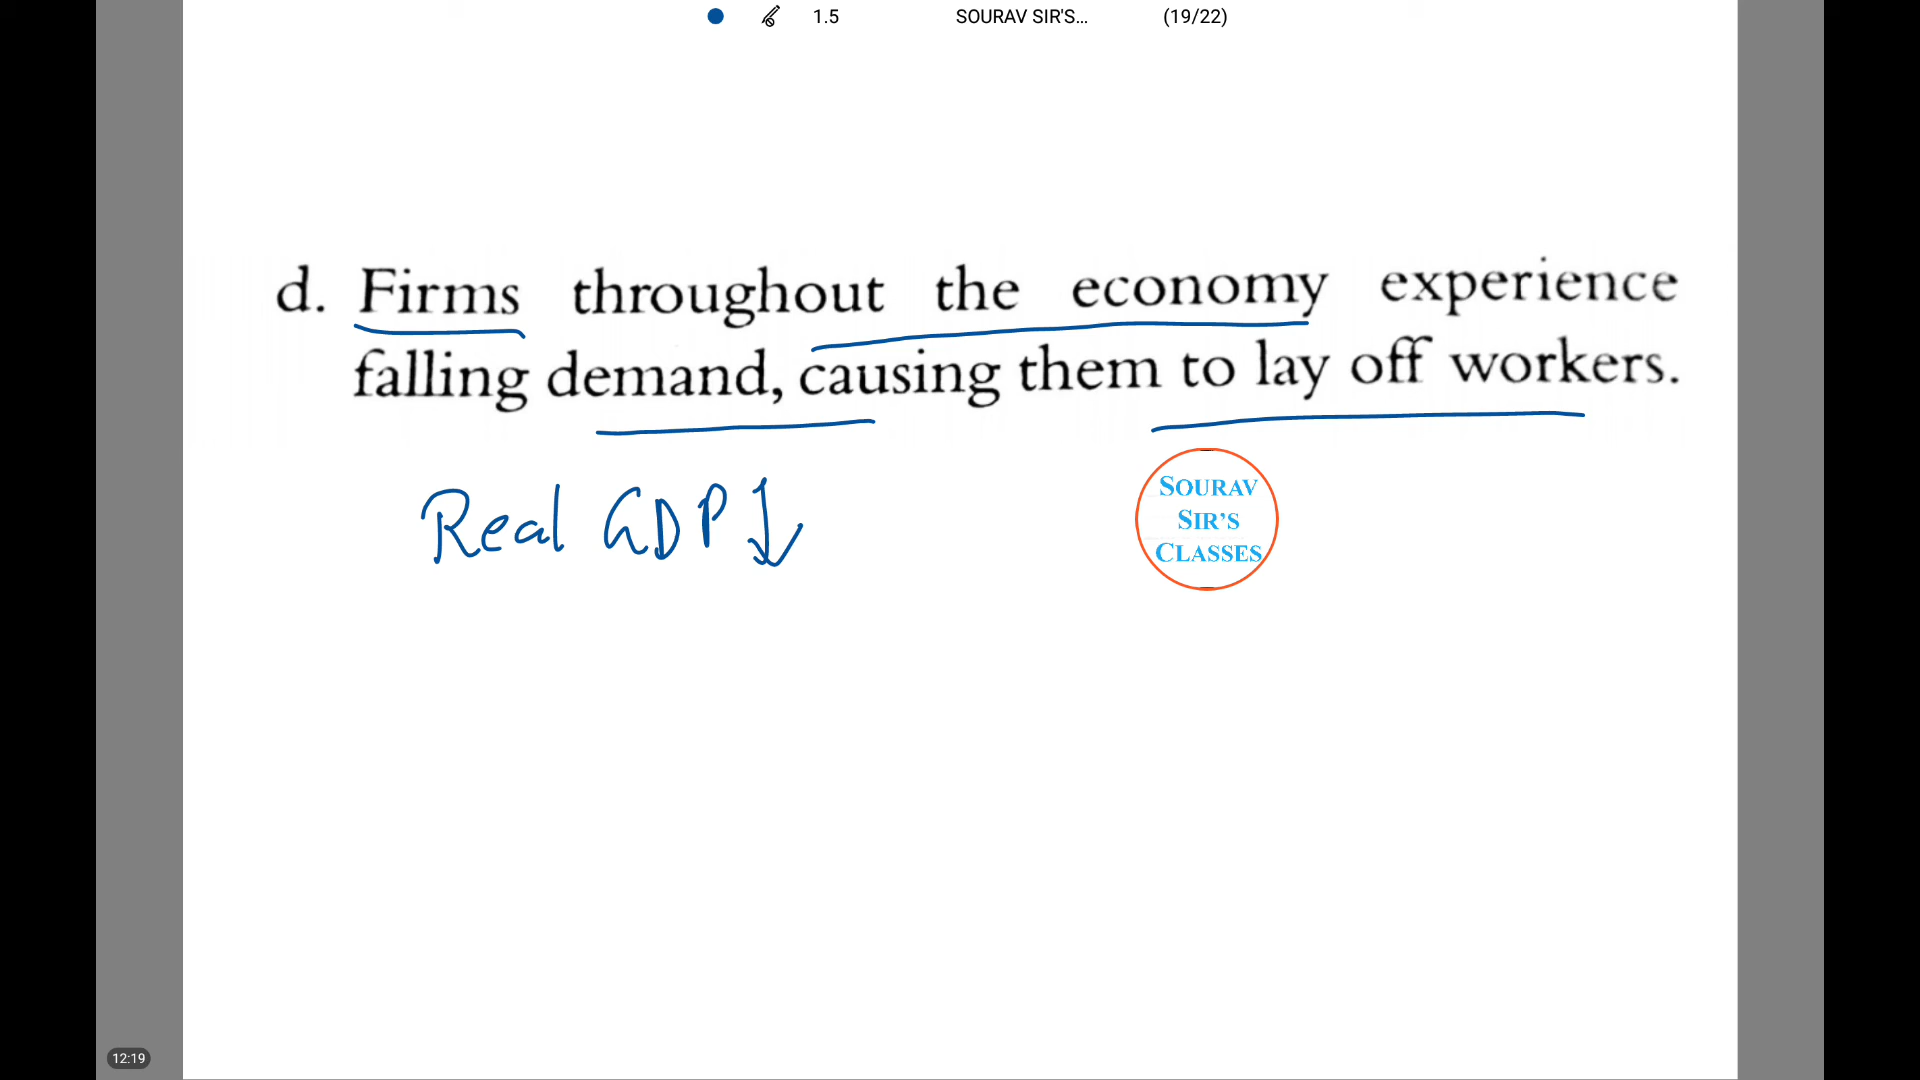 1.5 SOURAV SIR'S... (19/22)
d. Firms throughout the economy experience
falling demand, causing them to lay off workers.
Real GDP ↓
SOURAV
SIR'S
CLASSES
12:19